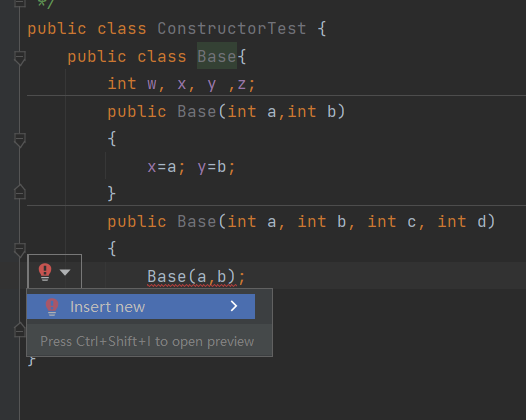 */
public class ConstructorTest {
public class Base{
int w, x, y ,z;
public Base(int a,int b)
{
x=a; y=b;
}
public Base(int a, int b, int c, int d)
{
Base(a,b);
Insert new
Press Ctrl+Shift+I to open preview
}